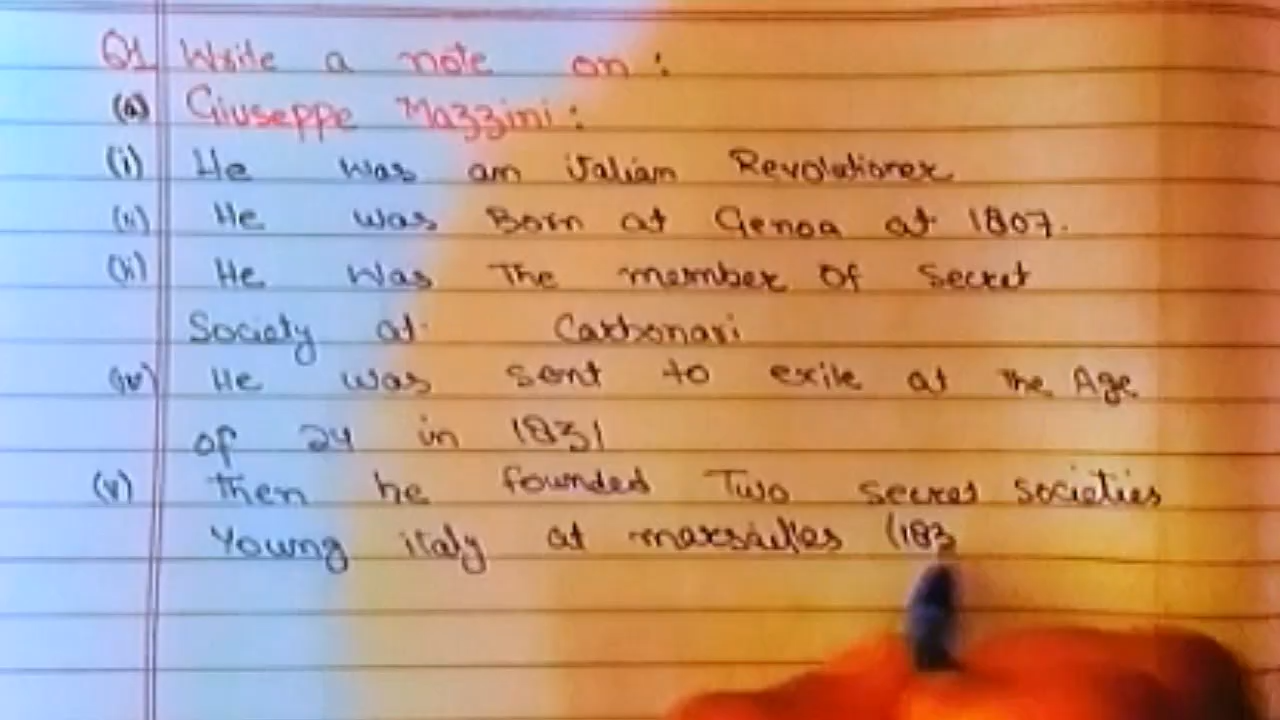 Q1 Write a note on :
(a) Giuseppe Mazzini :
(i) He was an italian Revolutioner
(ii) He was Born at Genoa at 1807.
(iii) He was The member of Secret
Society at Carbonari
(iv) He was sent to exile at the Age
of 24 in 1831
(v) Then he founded Two secret societies
Young italy at marseilles (183